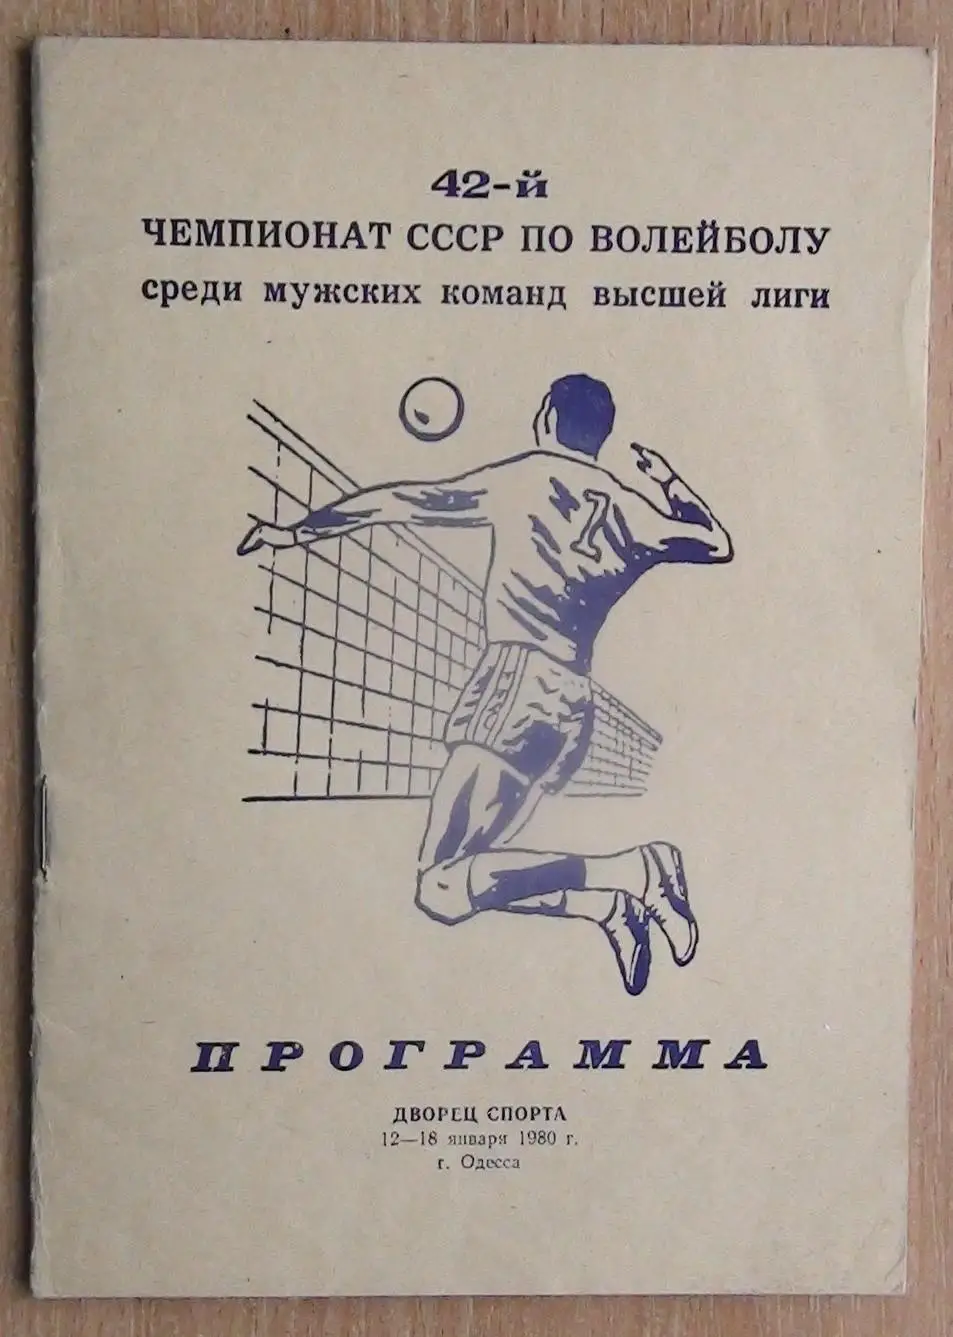 42-й
ЧЕМПИОНАТ СССР ПО ВОЛЕЙБОЛУ
среди мужских команд высшей лиги
ПРОГРАММА
ДВОРЕЦ СПОРТА
12—18 января 1980 г.
г. Одесса